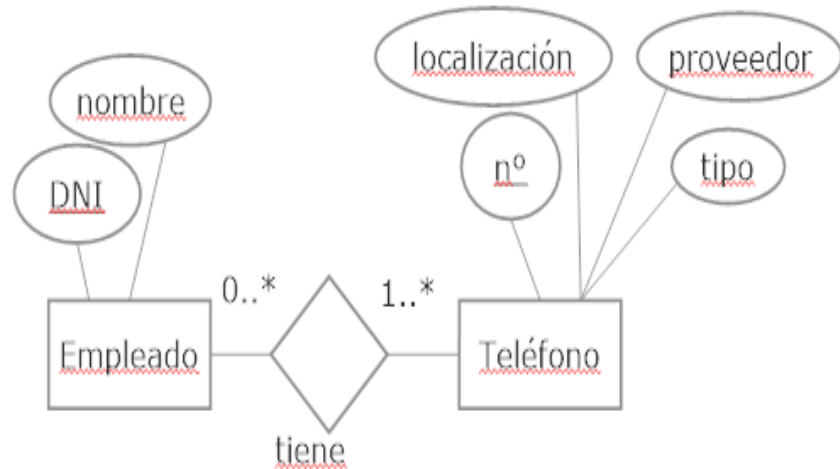 localización
proveedor
nombre
nº
tipo
DNI
0..*
1..*
Empleado
Teléfono
tiene